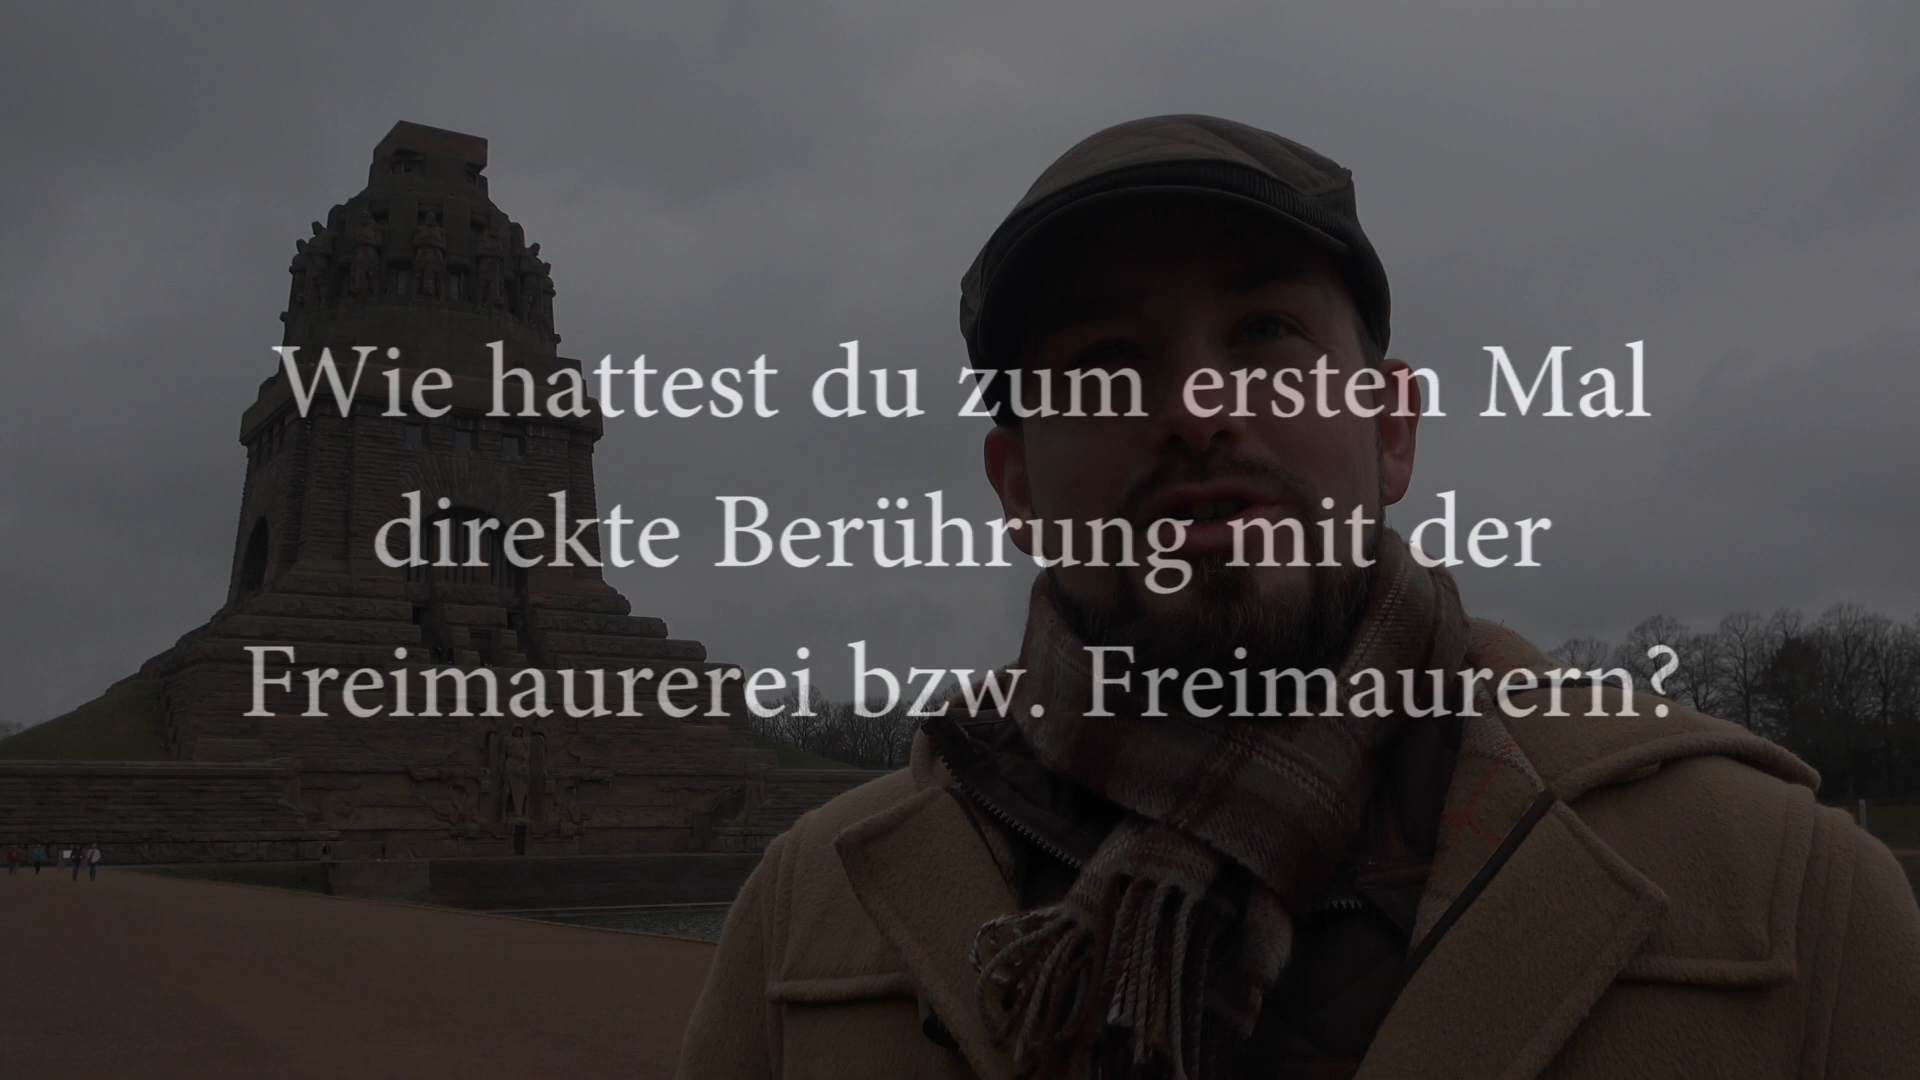 Wie hattest du zum ersten Mal
direkte Berührung mit der
Freimaurerei bzw. Freimaurern?